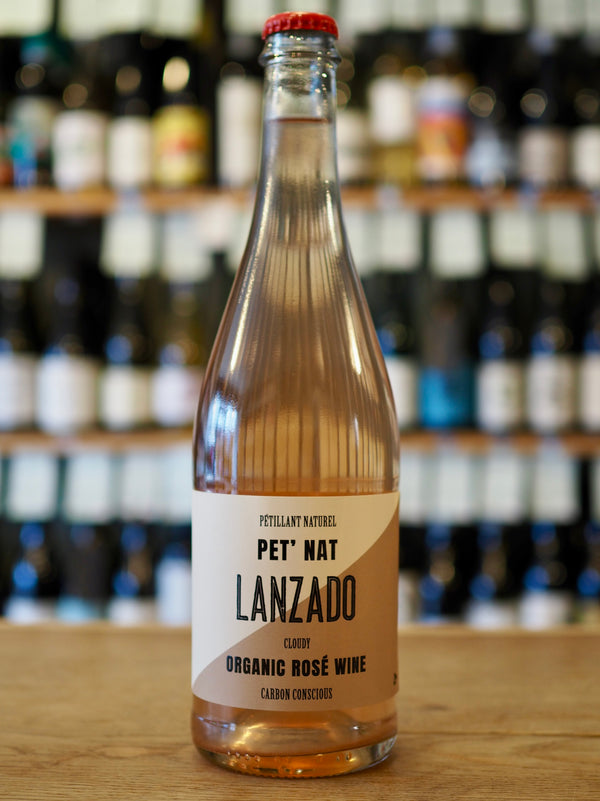 PÉTILLANT NATUREL
PET' NAT
LANZADO
CLOUDY
ORGANIC ROSÉ WINE
CARBON CONSCIOUS